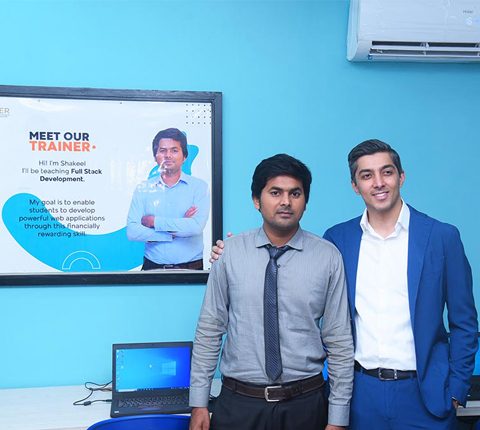 MEET OUR
TRAINER
Hi! I'm Shakeel
I'll be teaching Full Stack
Development.
My goal is to enable
students to develop
powerful web applications
through this financially
rewarding skill.
Haier